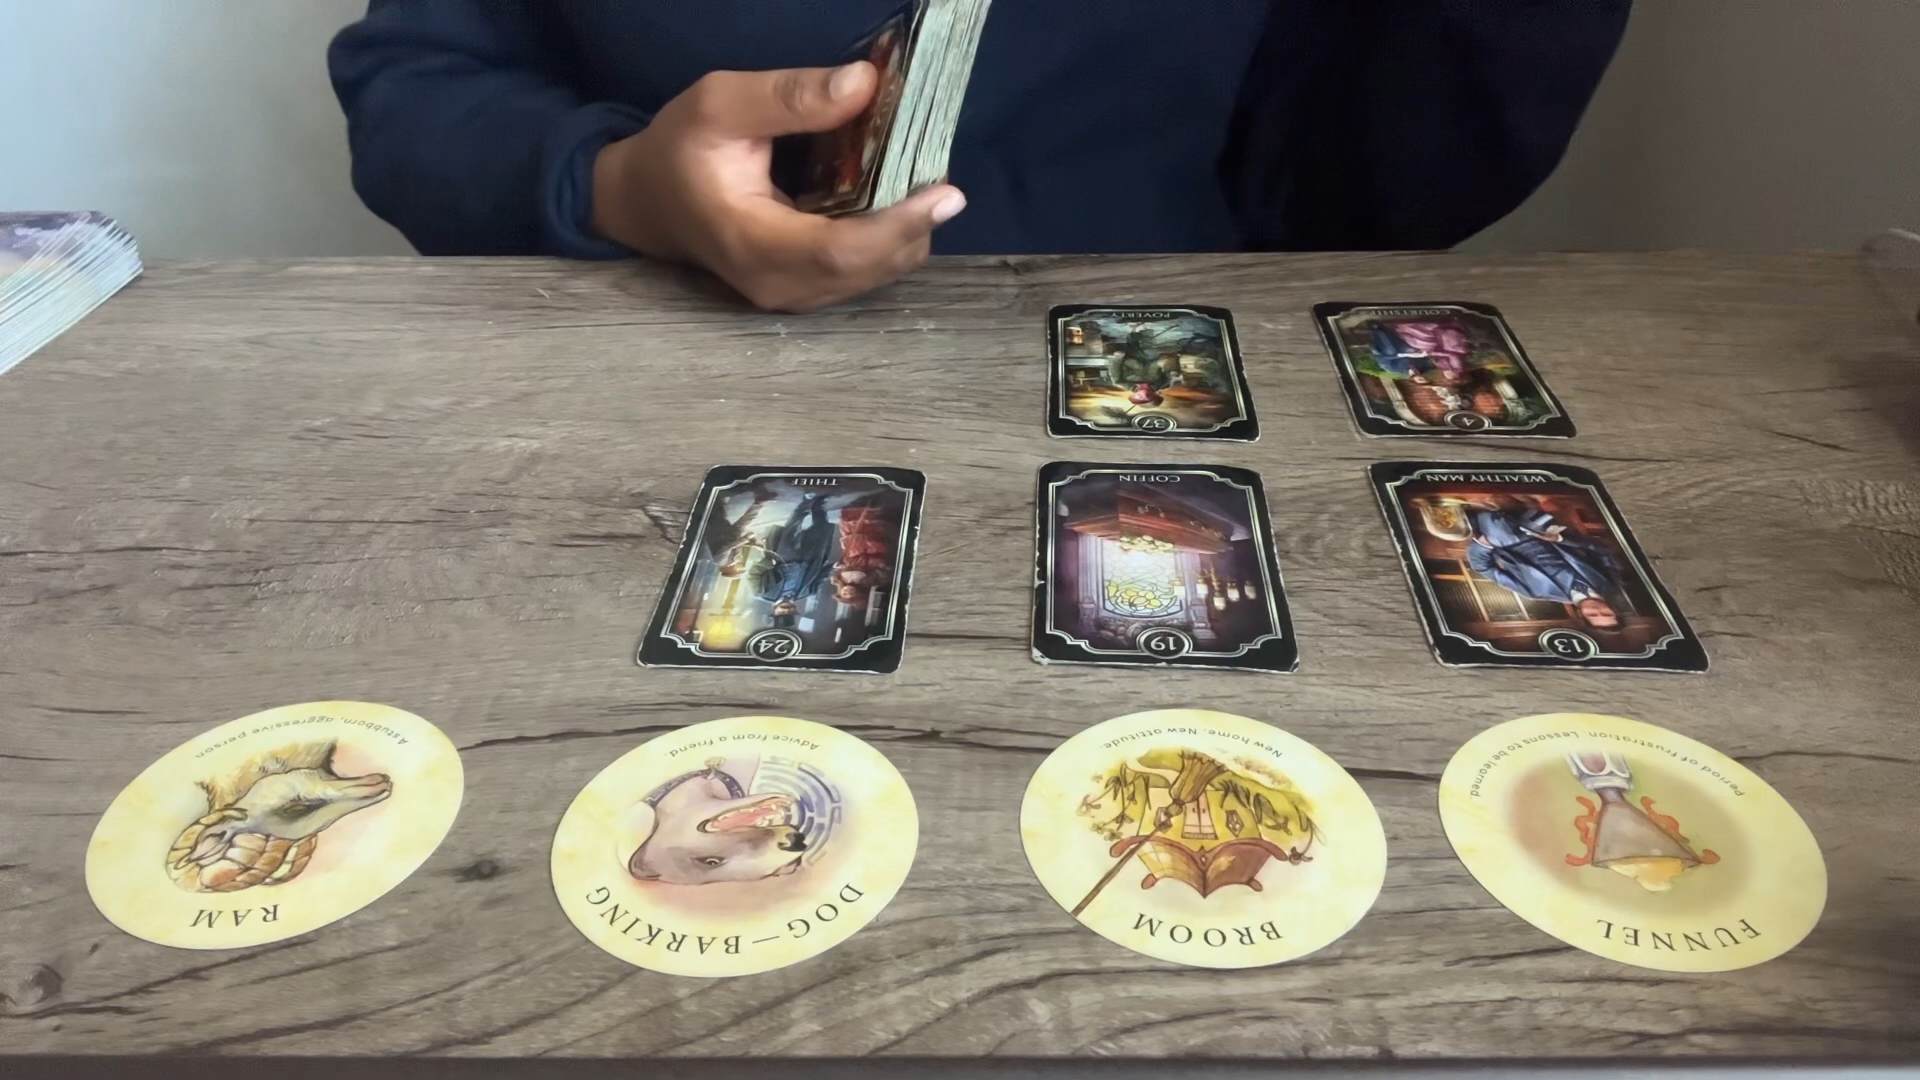 POVERTY
37
COURTSHIP
4
THIEF
24
COFFIN
19
WEALTHY MAN
13
A stubborn, aggressive person
RAM
Advice from a friend.
DOG—BARKING
New home. New attitude.
BROOM
Period of frustration. Lessons to be learned.
FUNNEL